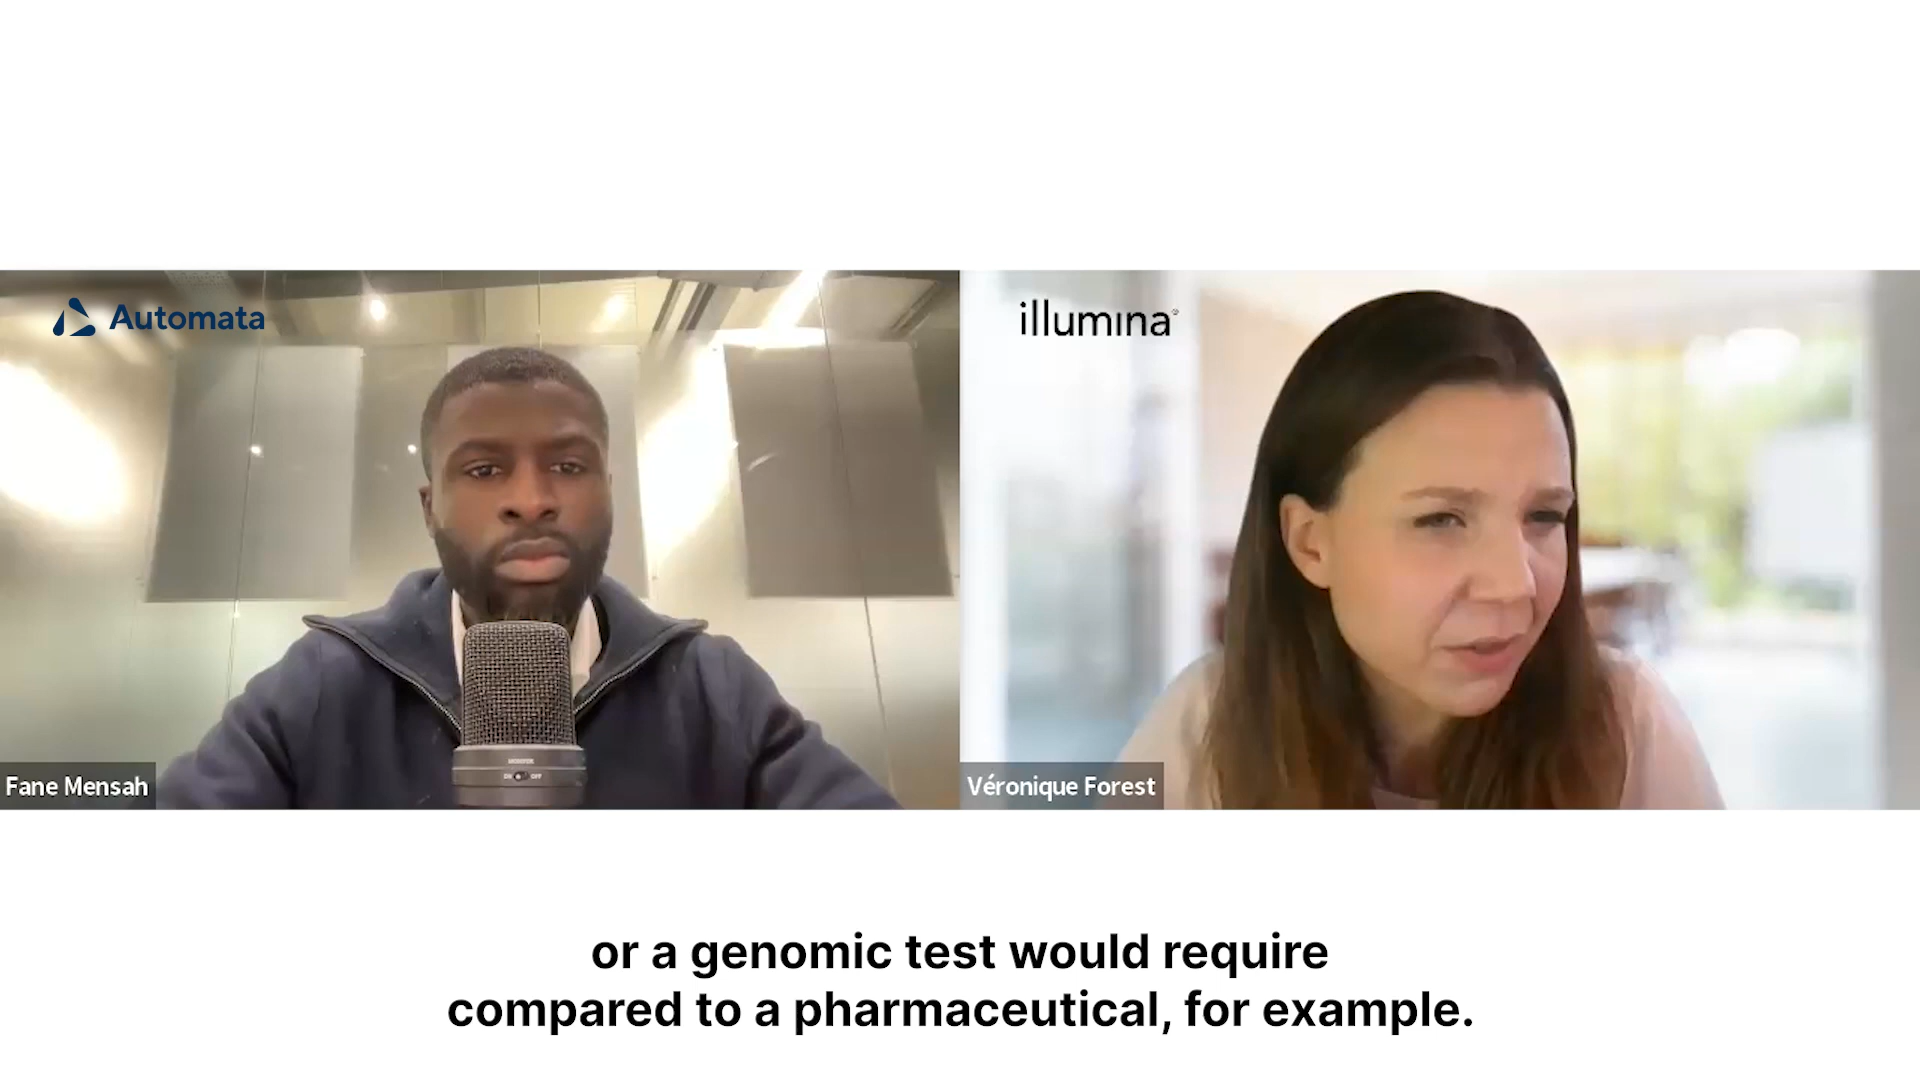 Automata
illumina®
Fane Mensah
Véronique Forest
or a genomic test would require
compared to a pharmaceutical, for example.